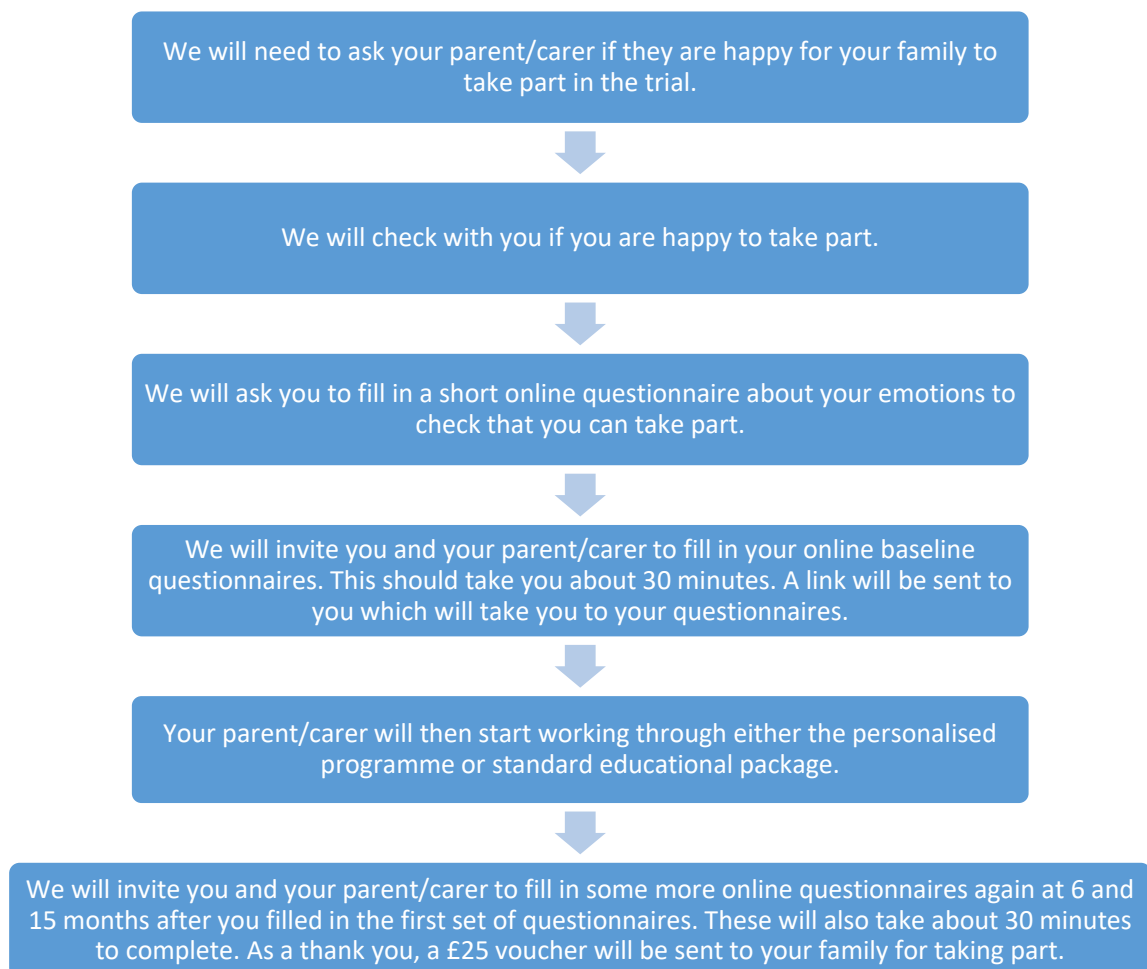 We will need to ask your parent/carer if they are happy for your family to
take part in the trial.
We will check with you if you are happy to take part.
We will ask you to fill in a short online questionnaire about your emotions to
check that you can take part.
We will invite you and your parent/carer to fill in your online baseline
questionnaires. This should take you about 30 minutes. A link will be sent to
you which will take you to your questionnaires.
Your parent/carer will then start working through either the personalised
programme or standard educational package.
We will invite you and your parent/carer to fill in some more online questionnaires again at 6 and
15 months after you filled in the first set of questionnaires. These will also take about 30 minutes
to complete. As a thank you, a £25 voucher will be sent to your family for taking part.